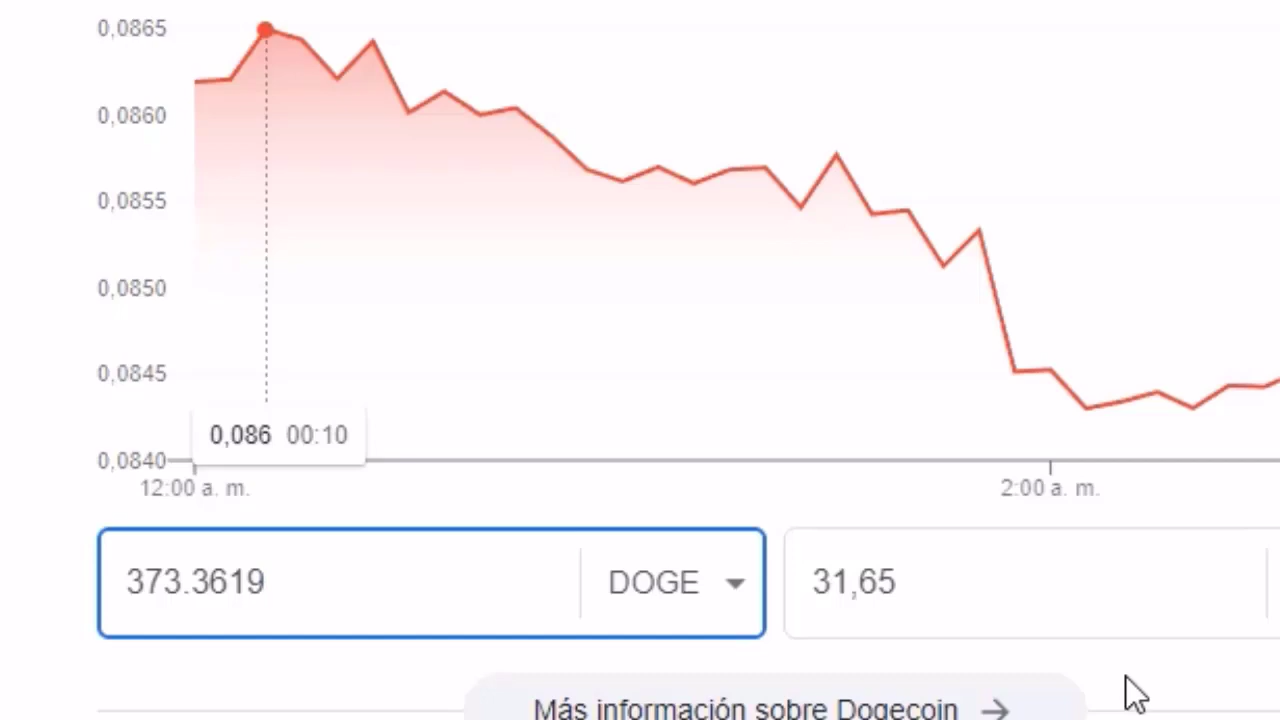 0,0865
0,0860
0,0855
0,0850
0,0845
0,086 00:10
0,0840
12:00 a. m. 2:00 a. m.
373.3619 DOGE 31,65
Más información sobre Dogecoin